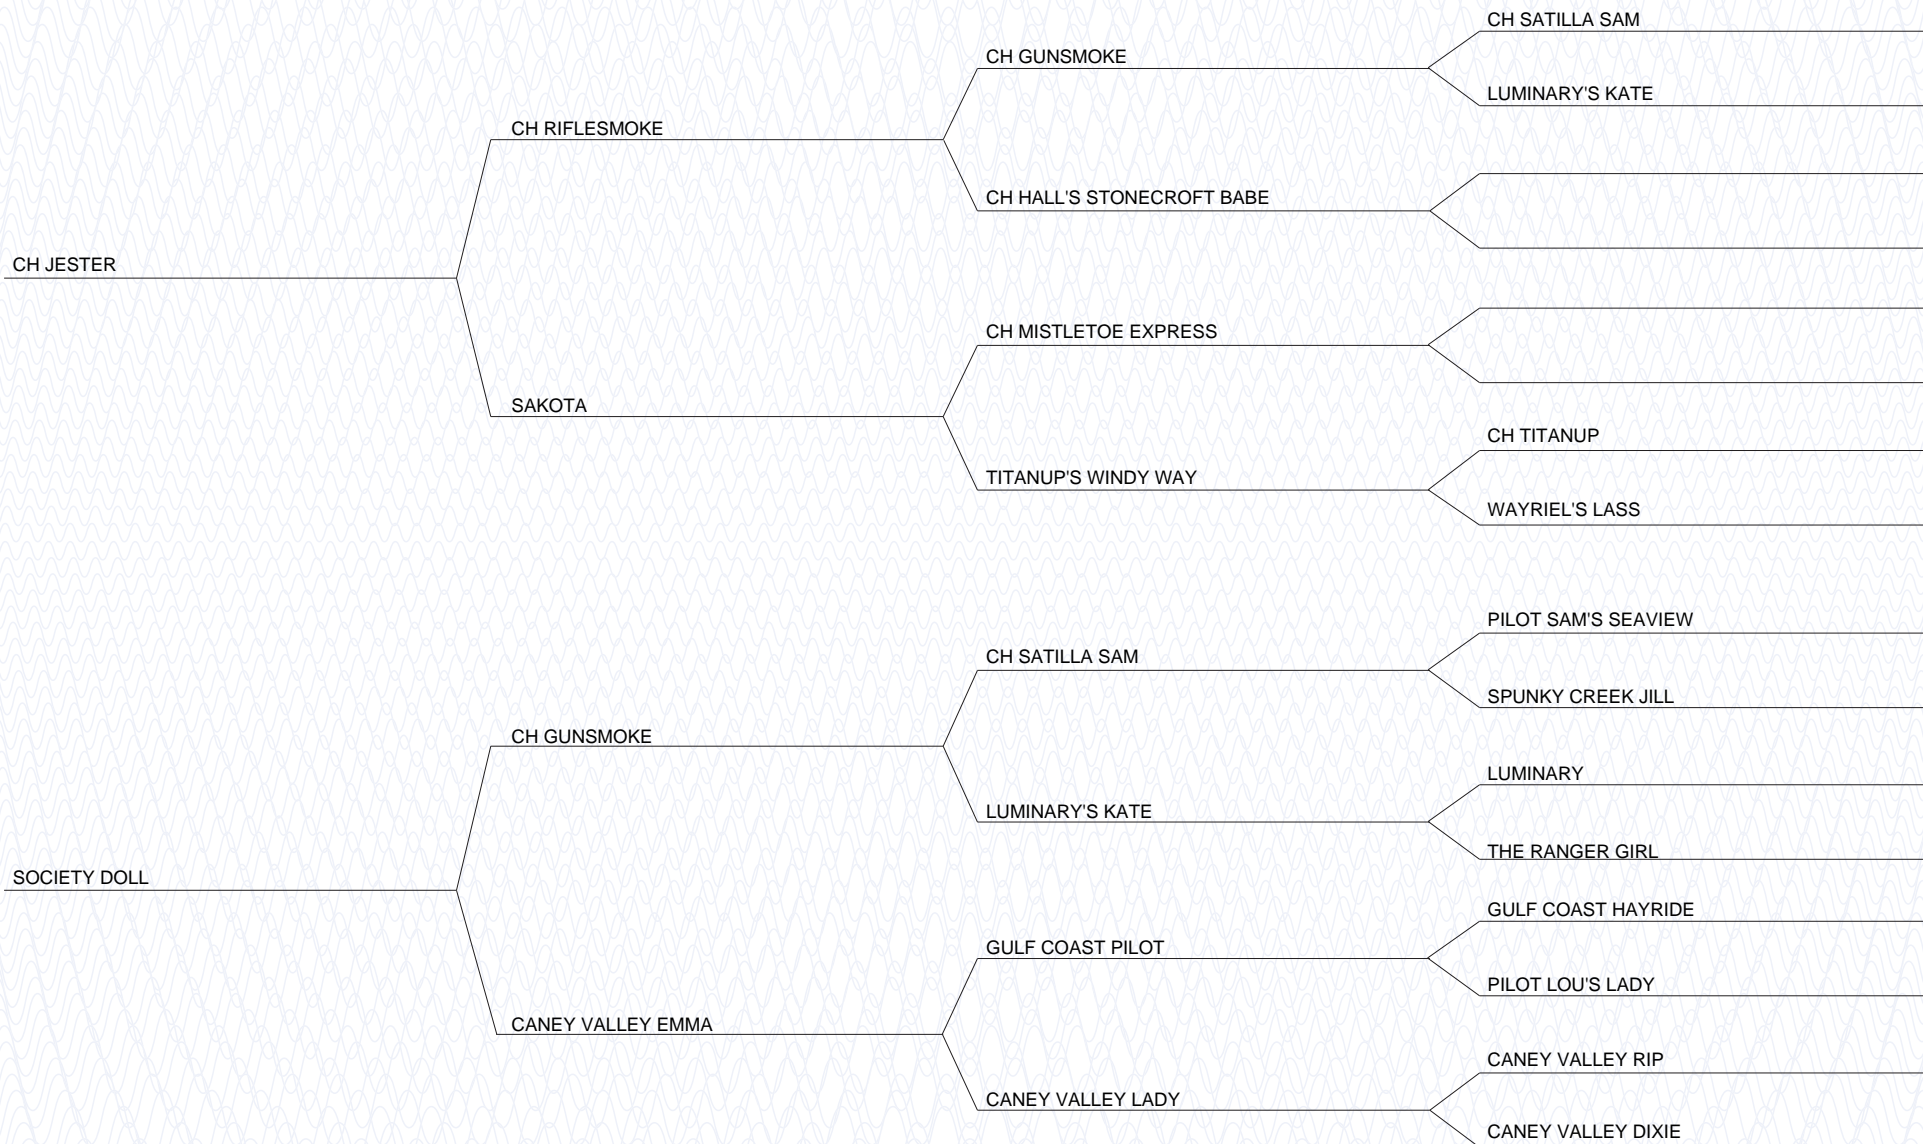 CH SATILLA SAM
CH GUNSMOKE
LUMINARY'S KATE
CH RIFLESMOKE
CH HALL'S STONECROFT BABE
CH JESTER
CH MISTLETOE EXPRESS
SAKOTA
CH TITANUP
TITANUP'S WINDY WAY
WAYRIEL'S LASS
PILOT SAM'S SEAVIEW
CH SATILLA SAM
SPUNKY CREEK JILL
CH GUNSMOKE
LUMINARY
LUMINARY'S KATE
THE RANGER GIRL
SOCIETY DOLL
GULF COAST HAYRIDE
GULF COAST PILOT
PILOT LOU'S LADY
CANEY VALLEY EMMA
CANEY VALLEY RIP
CANEY VALLEY LADY
CANEY VALLEY DIXIE